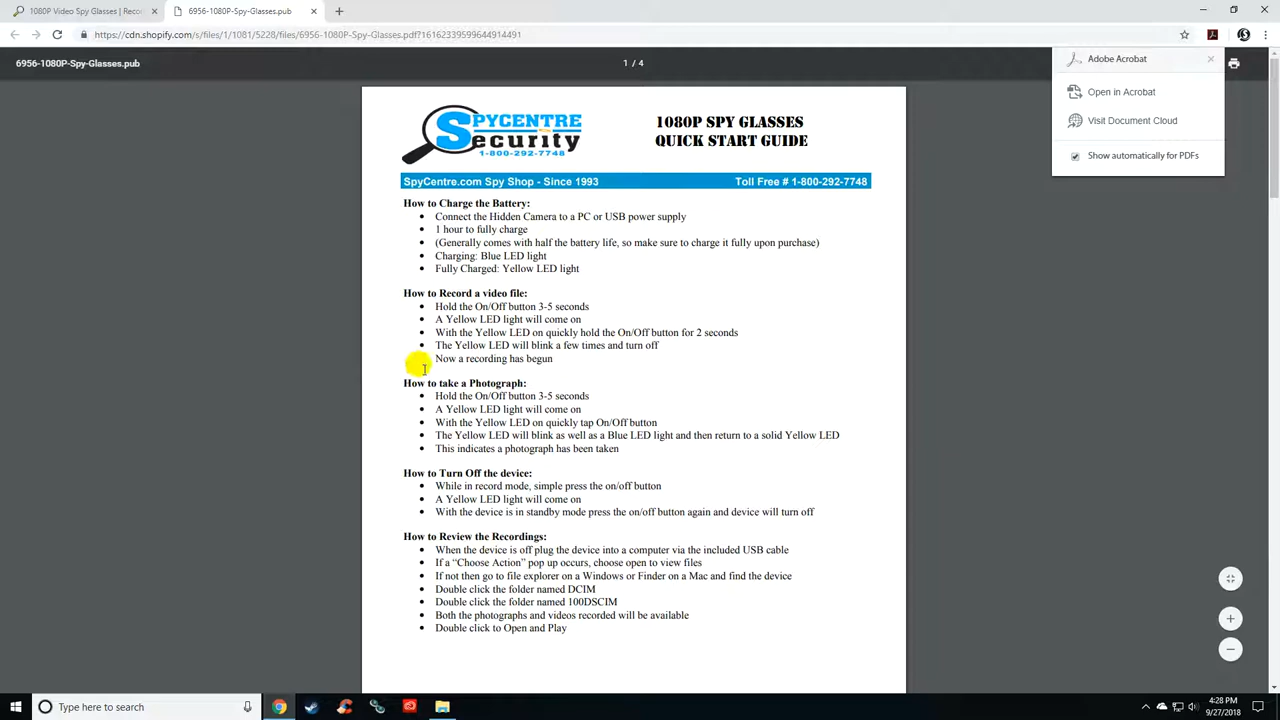 1080P Video Spy Glasses | Reco
6956-1080P-Spy-Glasses.pub
https://cdn.shopify.com/s/files/1/1081/5228/files/6956-1080P-Spy-Glasses.pdf?16162339599644914491
6956-1080P-Spy-Glasses.pub
1 / 4
Adobe Acrobat
Open in Acrobat
Visit Document Cloud
Show automatically for PDFs
SPYCENTRE
Security
1-800-292-7748
1080P SPY GLASSES
QUICK START GUIDE
SpyCentre.com Spy Shop - Since 1993
Toll Free # 1-800-292-7748
How to Charge the Battery:
Connect the Hidden Camera to a PC or USB power supply
1 hour to fully charge
(Generally comes with half the battery life, so make sure to charge it fully upon purchase)
Charging: Blue LED light
Fully Charged: Yellow LED light
How to Record a video file:
Hold the On/Off button 3-5 seconds
A Yellow LED light will come on
With the Yellow LED on quickly hold the On/Off button for 2 seconds
The Yellow LED will blink a few times and turn off
Now a recording has begun
How to take a Photograph:
Hold the On/Off button 3-5 seconds
A Yellow LED light will come on
With the Yellow LED on quickly tap On/Off button
The Yellow LED will blink as well as a Blue LED light and then return to a solid Yellow LED
This indicates a photograph has been taken
How to Turn Off the device:
While in record mode, simple press the on/off button
A Yellow LED light will come on
With the device is in standby mode press the on/off button again and device will turn off
How to Review the Recordings:
When the device is off plug the device into a computer via the included USB cable
If a “Choose Action” pop up occurs, choose open to view files
If not then go to file explorer on a Windows or Finder on a Mac and find the device
Double click the folder named DCIM
Double click the folder named 100DSCIM
Both the photographs and videos recorded will be available
Double click to Open and Play
Type here to search
4:28 PM
9/27/2018